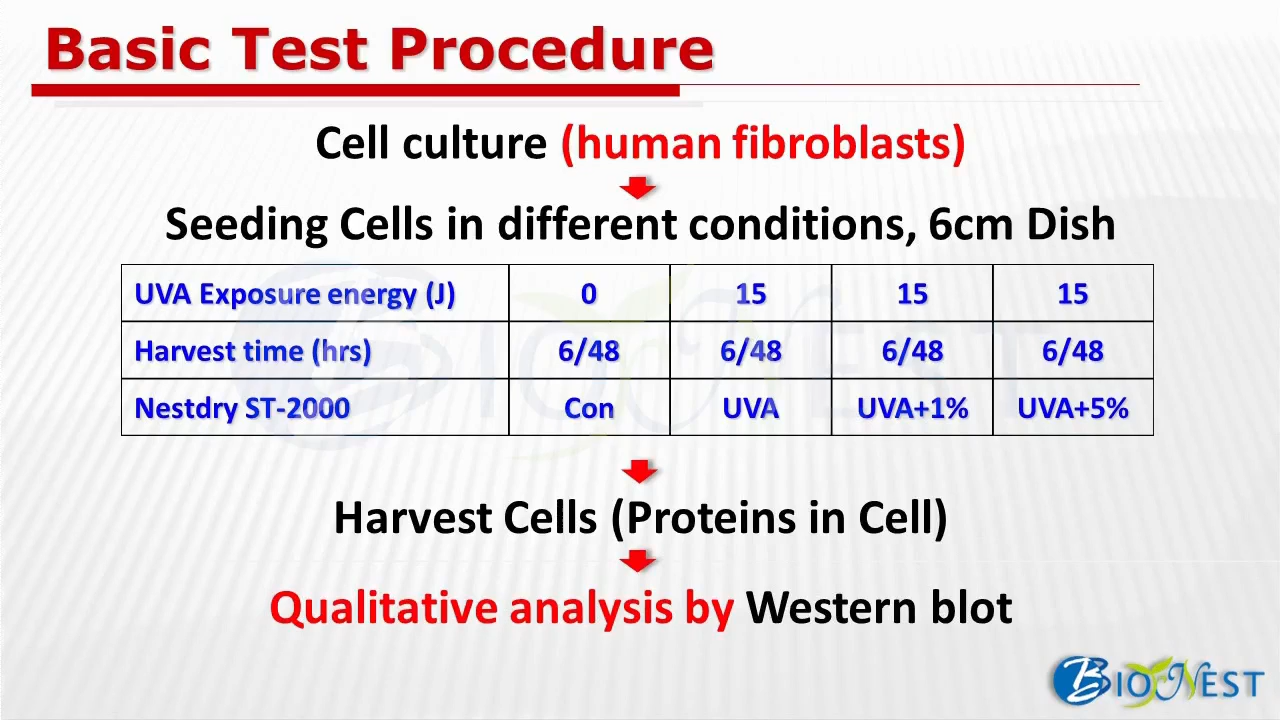 Basic Test Procedure
Cell culture (human fibroblasts)
Seeding Cells in different conditions, 6cm Dish
UVA Exposure energy (J) 0 15 15 15
Harvest time (hrs) 6/48 6/48 6/48 6/48
Nestdry ST-2000 Con UVA UVA+1% UVA+5%
Harvest Cells (Proteins in Cell)
Qualitative analysis by Western blot
BIONEST